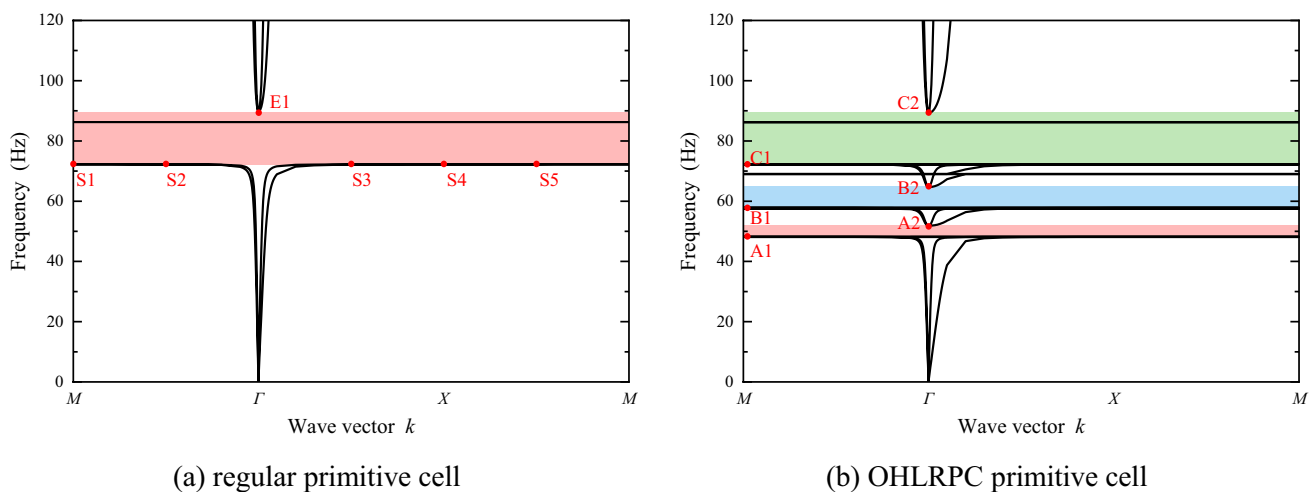 120
100
80
60
40
20
0
Frequency (Hz)
E1
S1 S2 S3 S4 S5
M Γ X M
Wave vector k
(a) regular primitive cell
120
100
80
60
40
20
0
Frequency (Hz)
C2
C1
B2
B1
A2
A1
M Γ X M
Wave vector k
(b) OHLRPC primitive cell